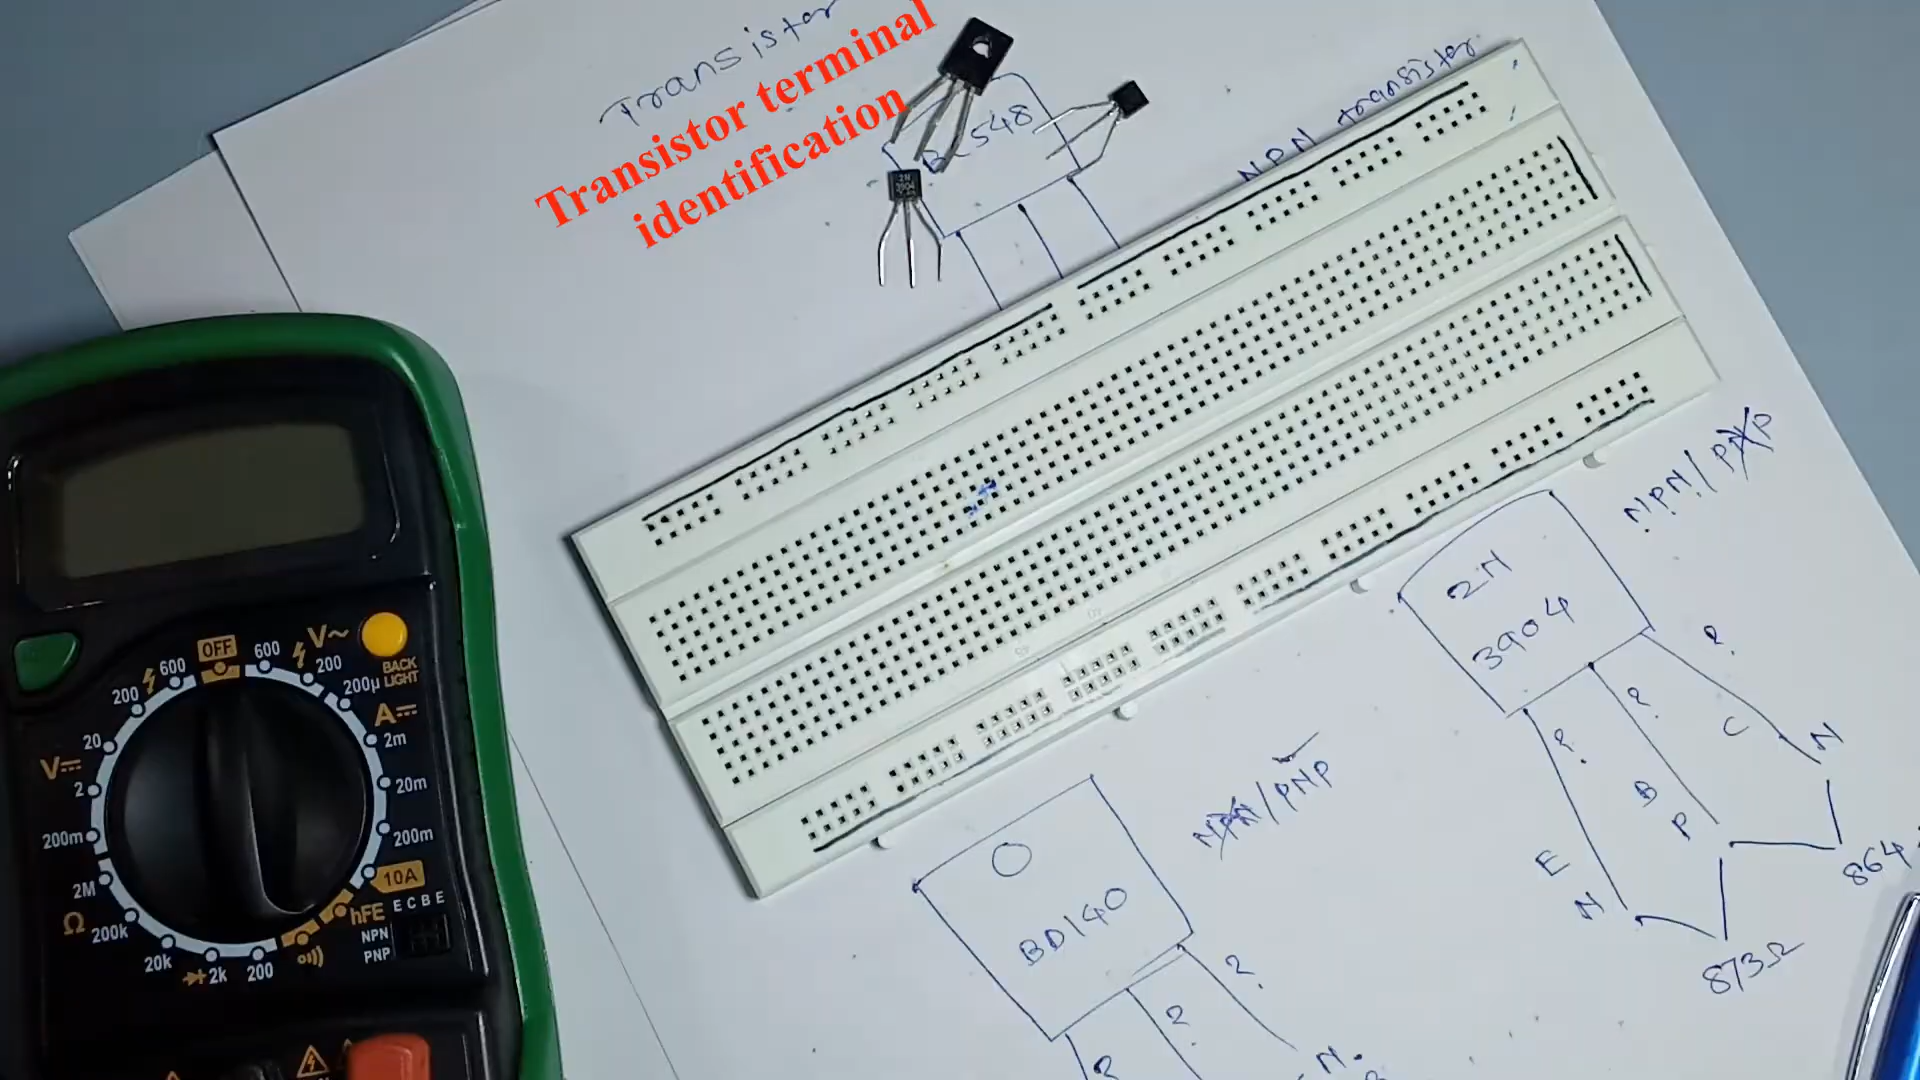 Transistor
Transistor terminal
identification
BC548
NPN transistor
2N
3904
NPN/PNP
2N
3904
?
?
?
C
N
B
P
E
N
864
873Ω
NPN/PNP
BD140
?
?
?
N.
OFF
600
600
200
200
V~
BACK
LIGHT
200µ
A
20
2m
V
2
20m
200m
200m
2M
10A
Ω
200k
hFE
E C B E
NPN
PNP
20k
2k
200